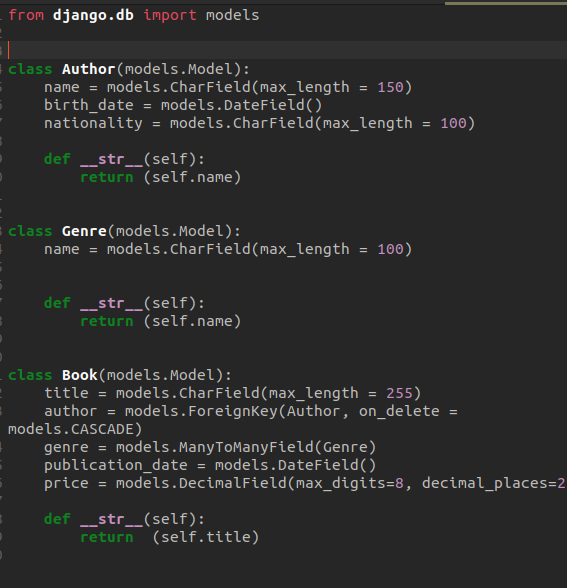 from django.db import models
class Author(models.Model):
    name = models.CharField(max_length = 150)
    birth_date = models.DateField()
    nationality = models.CharField(max_length = 100)
    def __str__(self):
        return (self.name)
class Genre(models.Model):
    name = models.CharField(max_length = 100)
    def __str__(self):
        return (self.name)
class Book(models.Model):
    title = models.CharField(max_length = 255)
    author = models.ForeignKey(Author, on_delete =
models.CASCADE)
    genre = models.ManyToManyField(Genre)
    publication_date = models.DateField()
    price = models.DecimalField(max_digits=8, decimal_places=2
    def __str__(self):
        return  (self.title)